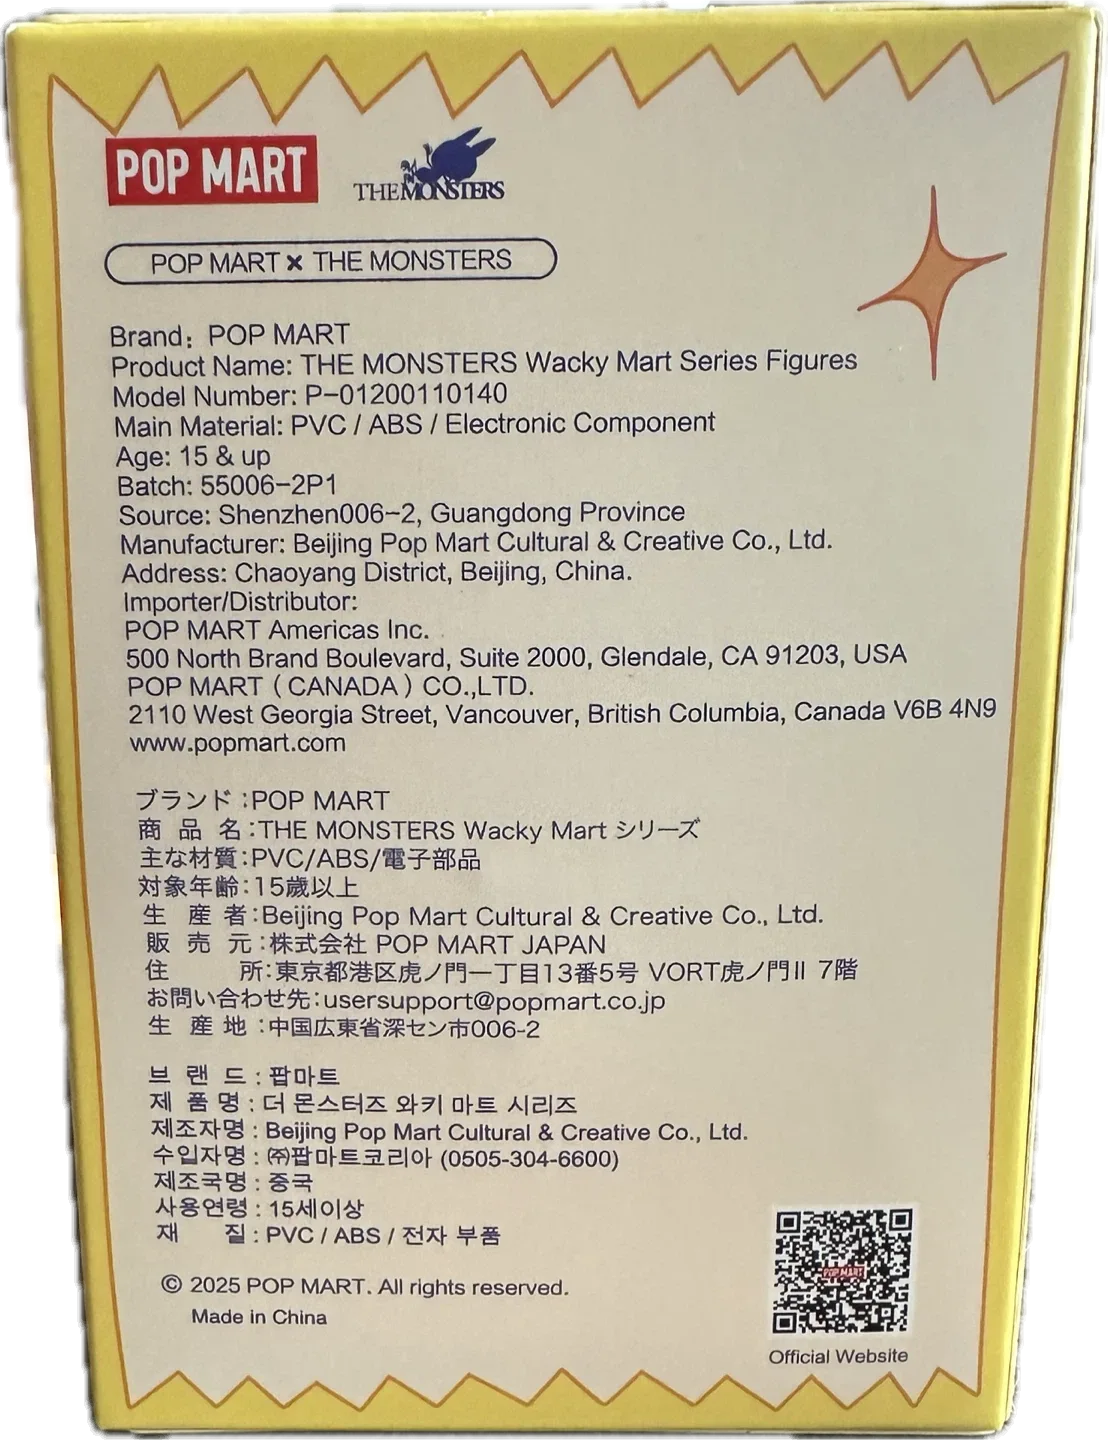 POP MART
THE MONSTERS
POP MART × THE MONSTERS
Brand: POP MART
Product Name: THE MONSTERS Wacky Mart Series Figures
Model Number: P-01200110140
Main Material: PVC / ABS / Electronic Component
Age: 15 & up
Batch: 55006-2P1
Source: Shenzhen006-2, Guangdong Province
Manufacturer: Beijing Pop Mart Cultural & Creative Co., Ltd.
Address: Chaoyang District, Beijing, China.
Importer/Distributor:
POP MART Americas Inc.
500 North Brand Boulevard, Suite 2000, Glendale, CA 91203, USA
POP MART (CANADA) CO.,LTD.
2110 West Georgia Street, Vancouver, British Columbia, Canada V6B 4N9
www.popmart.com
ブランド:POP MART
商品名:THE MONSTERS Wacky Mart シリーズ
主な材質:PVC/ABS/電子部品
対象年齢:15歳以上
生産者:Beijing Pop Mart Cultural & Creative Co., Ltd.
販売元:株式会社 POP MART JAPAN
住所:東京都港区虎ノ門一丁目13番5号 VORT虎ノ門II 7階
お問い合わせ先:usersupport@popmart.co.jp
生産地:中国広東省深セン市006-2
브랜드 : 팝마트
제품명 : 더 몬스터즈 와키 마트 시리즈
제조자명 : Beijing Pop Mart Cultural & Creative Co., Ltd.
수입자명 : ㈜팝마트코리아 (0505-304-6600)
제조국명 : 중국
사용연령 : 15세이상
재질 : PVC / ABS / 전자 부품
© 2025 POP MART. All rights reserved.
Made in China
POP MART
Official Website